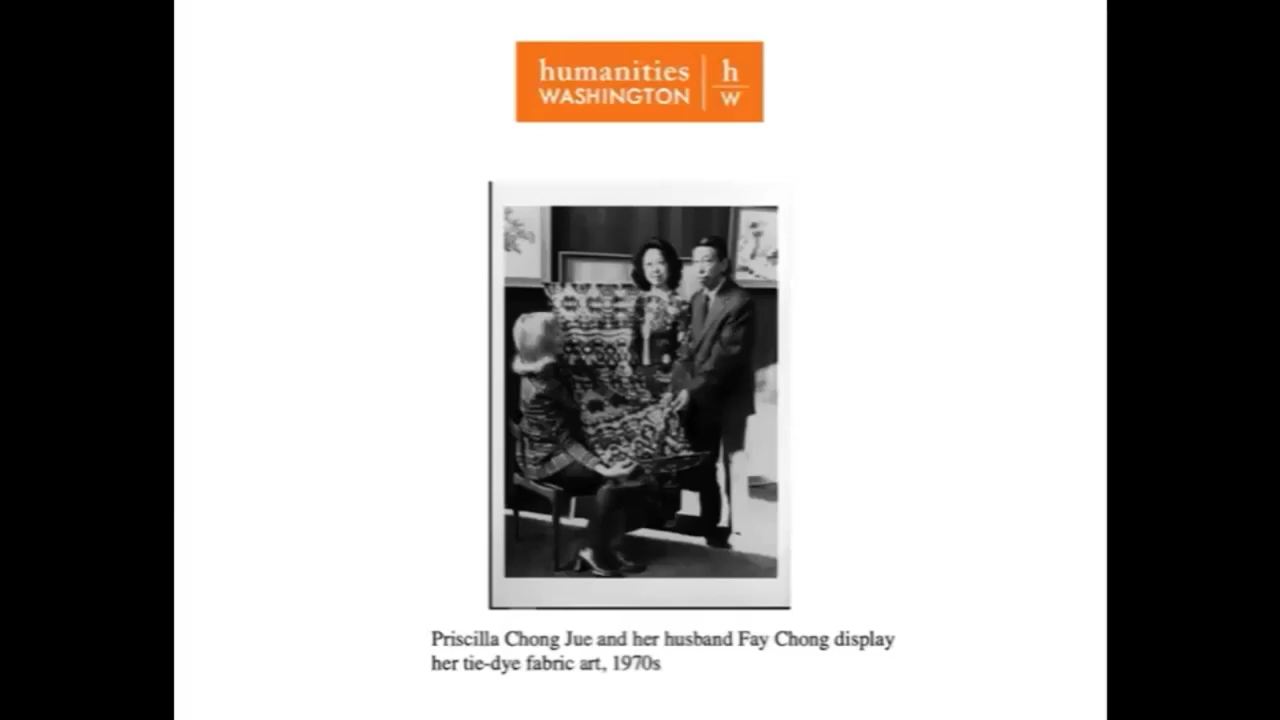 humanities
WASHINGTON
h
W
Priscilla Chong Jue and her husband Fay Chong display
her tie-dye fabric art, 1970s